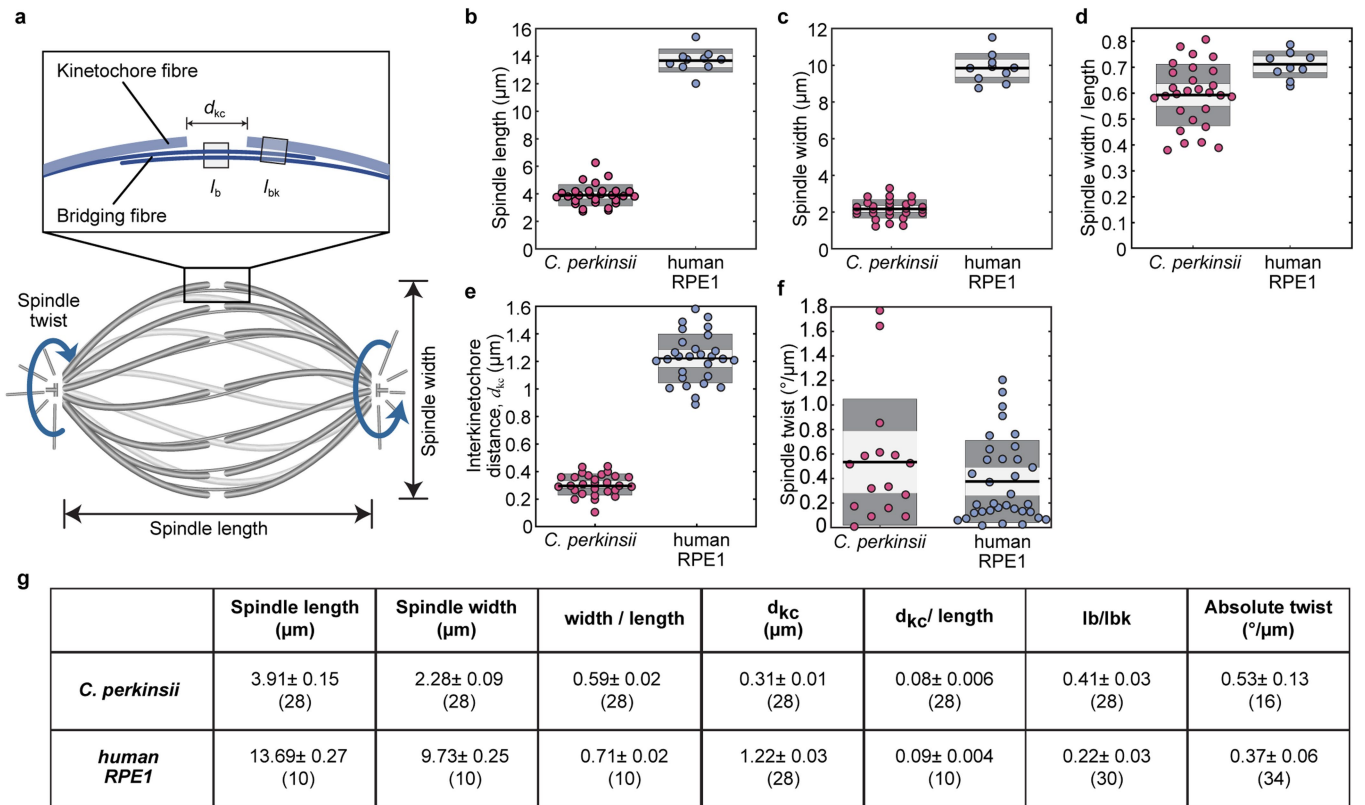 a
Kinetochore fibre
dkc
lb
lbk
Bridging fibre
Spindle
twist
Spindle width
Spindle length
b
Spindle length (µm)
16
14
12
10
8
6
4
2
0
C. perkinsii
human
RPE1
c
Spindle width (µm)
12
10
8
6
4
2
0
C. perkinsii
human
RPE1
d
Spindle width / length
0.8
0.7
0.6
0.5
0.4
0.3
0.2
0.1
0
C. perkinsii
human
RPE1
e
Interkinetochore
distance, dkc (µm)
1.6
1.4
1.2
1.0
0.8
0.6
0.4
0.2
0
C. perkinsii
human
RPE1
f
Spindle twist (°/µm)
1.8
1.6
1.4
1.2
1.0
0.8
0.6
0.4
0.2
0
C. perkinsii
human
RPE1
g
Spindle length (µm) Spindle width (µm) width / length dkc (µm) dkc/ length lb/lbk Absolute twist (°/µm)
C. perkinsii 3.91± 0.15 (28) 2.28± 0.09 (28) 0.59± 0.02 (28) 0.31± 0.01 (28) 0.08± 0.006 (28) 0.41± 0.03 (28) 0.53± 0.13 (16)
human RPE1 13.69± 0.27 (10) 9.73± 0.25 (10) 0.71± 0.02 (10) 1.22± 0.03 (28) 0.09± 0.004 (10) 0.22± 0.03 (30) 0.37± 0.06 (34)